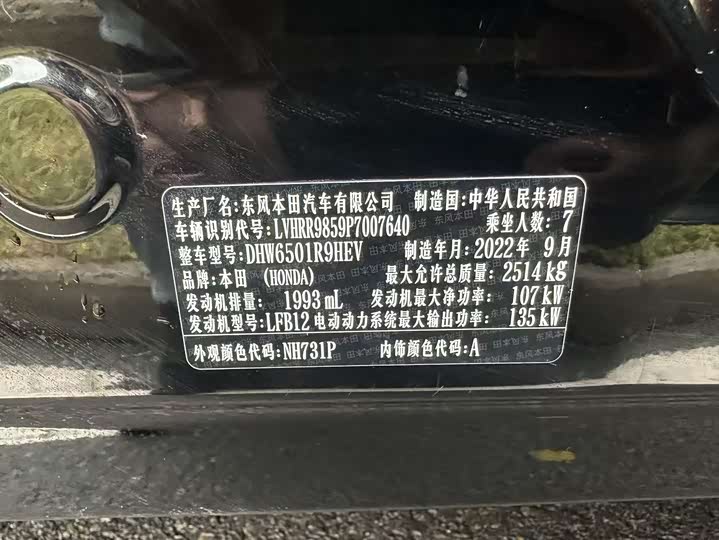 生产厂名:东风本田汽车有限公司 制造国:中华人民共和国
车辆识别代号:LVHRR9859P7007640 乘坐人数:7
整车型号:DHW6501R9HEV 制造年月:2022年 9月
品牌:本田 (HONDA) 最大允许总质量:2514 kg
发动机排量: 1993 mL 发动机最大净功率: 107 kW
发动机型号:LFB12 电动动力系统最大输出功率: 135 kW
外观颜色代码:NH731P 内饰颜色代码:A